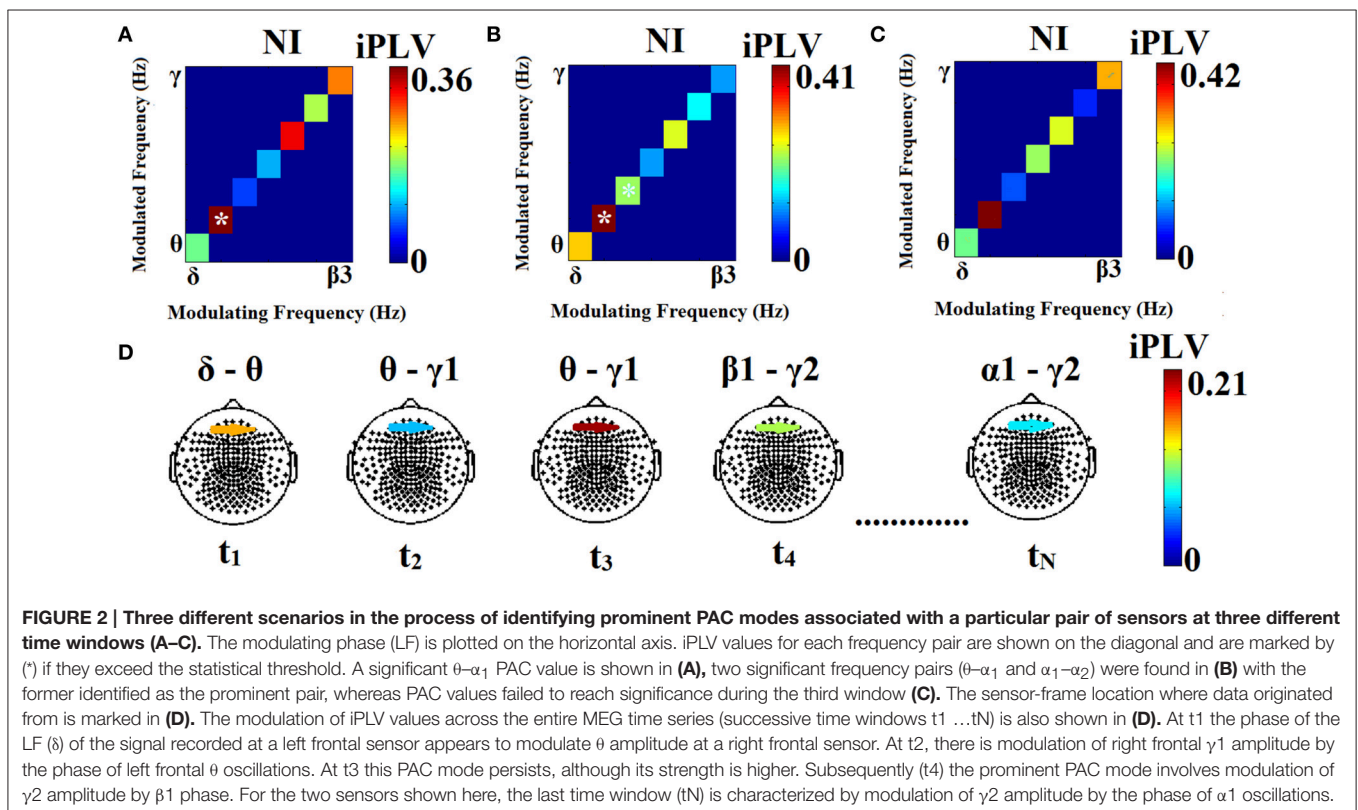 A
NI
iPLV
Modulated Frequency (Hz)
γ
θ
δ
β3
Modulating Frequency (Hz)
0.36
0
B
NI
iPLV
Modulated Frequency (Hz)
γ
*
*
θ
δ
β3
Modulating Frequency (Hz)
0.41
0
C
NI
iPLV
Modulated Frequency (Hz)
γ
θ
δ
β3
Modulating Frequency (Hz)
0.42
0
*
D
δ - θ
θ - γ1
θ - γ1
β1 - γ2
α1 - γ2
iPLV
0.21
0
t1
t2
t3
t4
.............
tN
FIGURE 2 | Three different scenarios in the process of identifying prominent PAC modes associated with a particular pair of sensors at three different
time windows (A–C). The modulating phase (LF) is plotted on the horizontal axis. iPLV values for each frequency pair are shown on the diagonal and are marked by
(*) if they exceed the statistical threshold. A significant θ–α1 PAC value is shown in (A), two significant frequency pairs (θ–α1 and α1–α2) were found in (B) with the
former identified as the prominent pair, whereas PAC values failed to reach significance during the third window (C). The sensor-frame location where data originated
from is marked in (D). The modulation of iPLV values across the entire MEG time series (successive time windows t1 …tN) is also shown in (D). At t1 the phase of the
LF (δ) of the signal recorded at a left frontal sensor appears to modulate θ amplitude at a right frontal sensor. At t2, there is modulation of right frontal γ1 amplitude by
the phase of left frontal θ oscillations. At t3 this PAC mode persists, although its strength is higher. Subsequently (t4) the prominent PAC mode involves modulation of
γ2 amplitude by β1 phase. For the two sensors shown here, the last time window (tN) is characterized by modulation of γ2 amplitude by the phase of α1 oscillations.